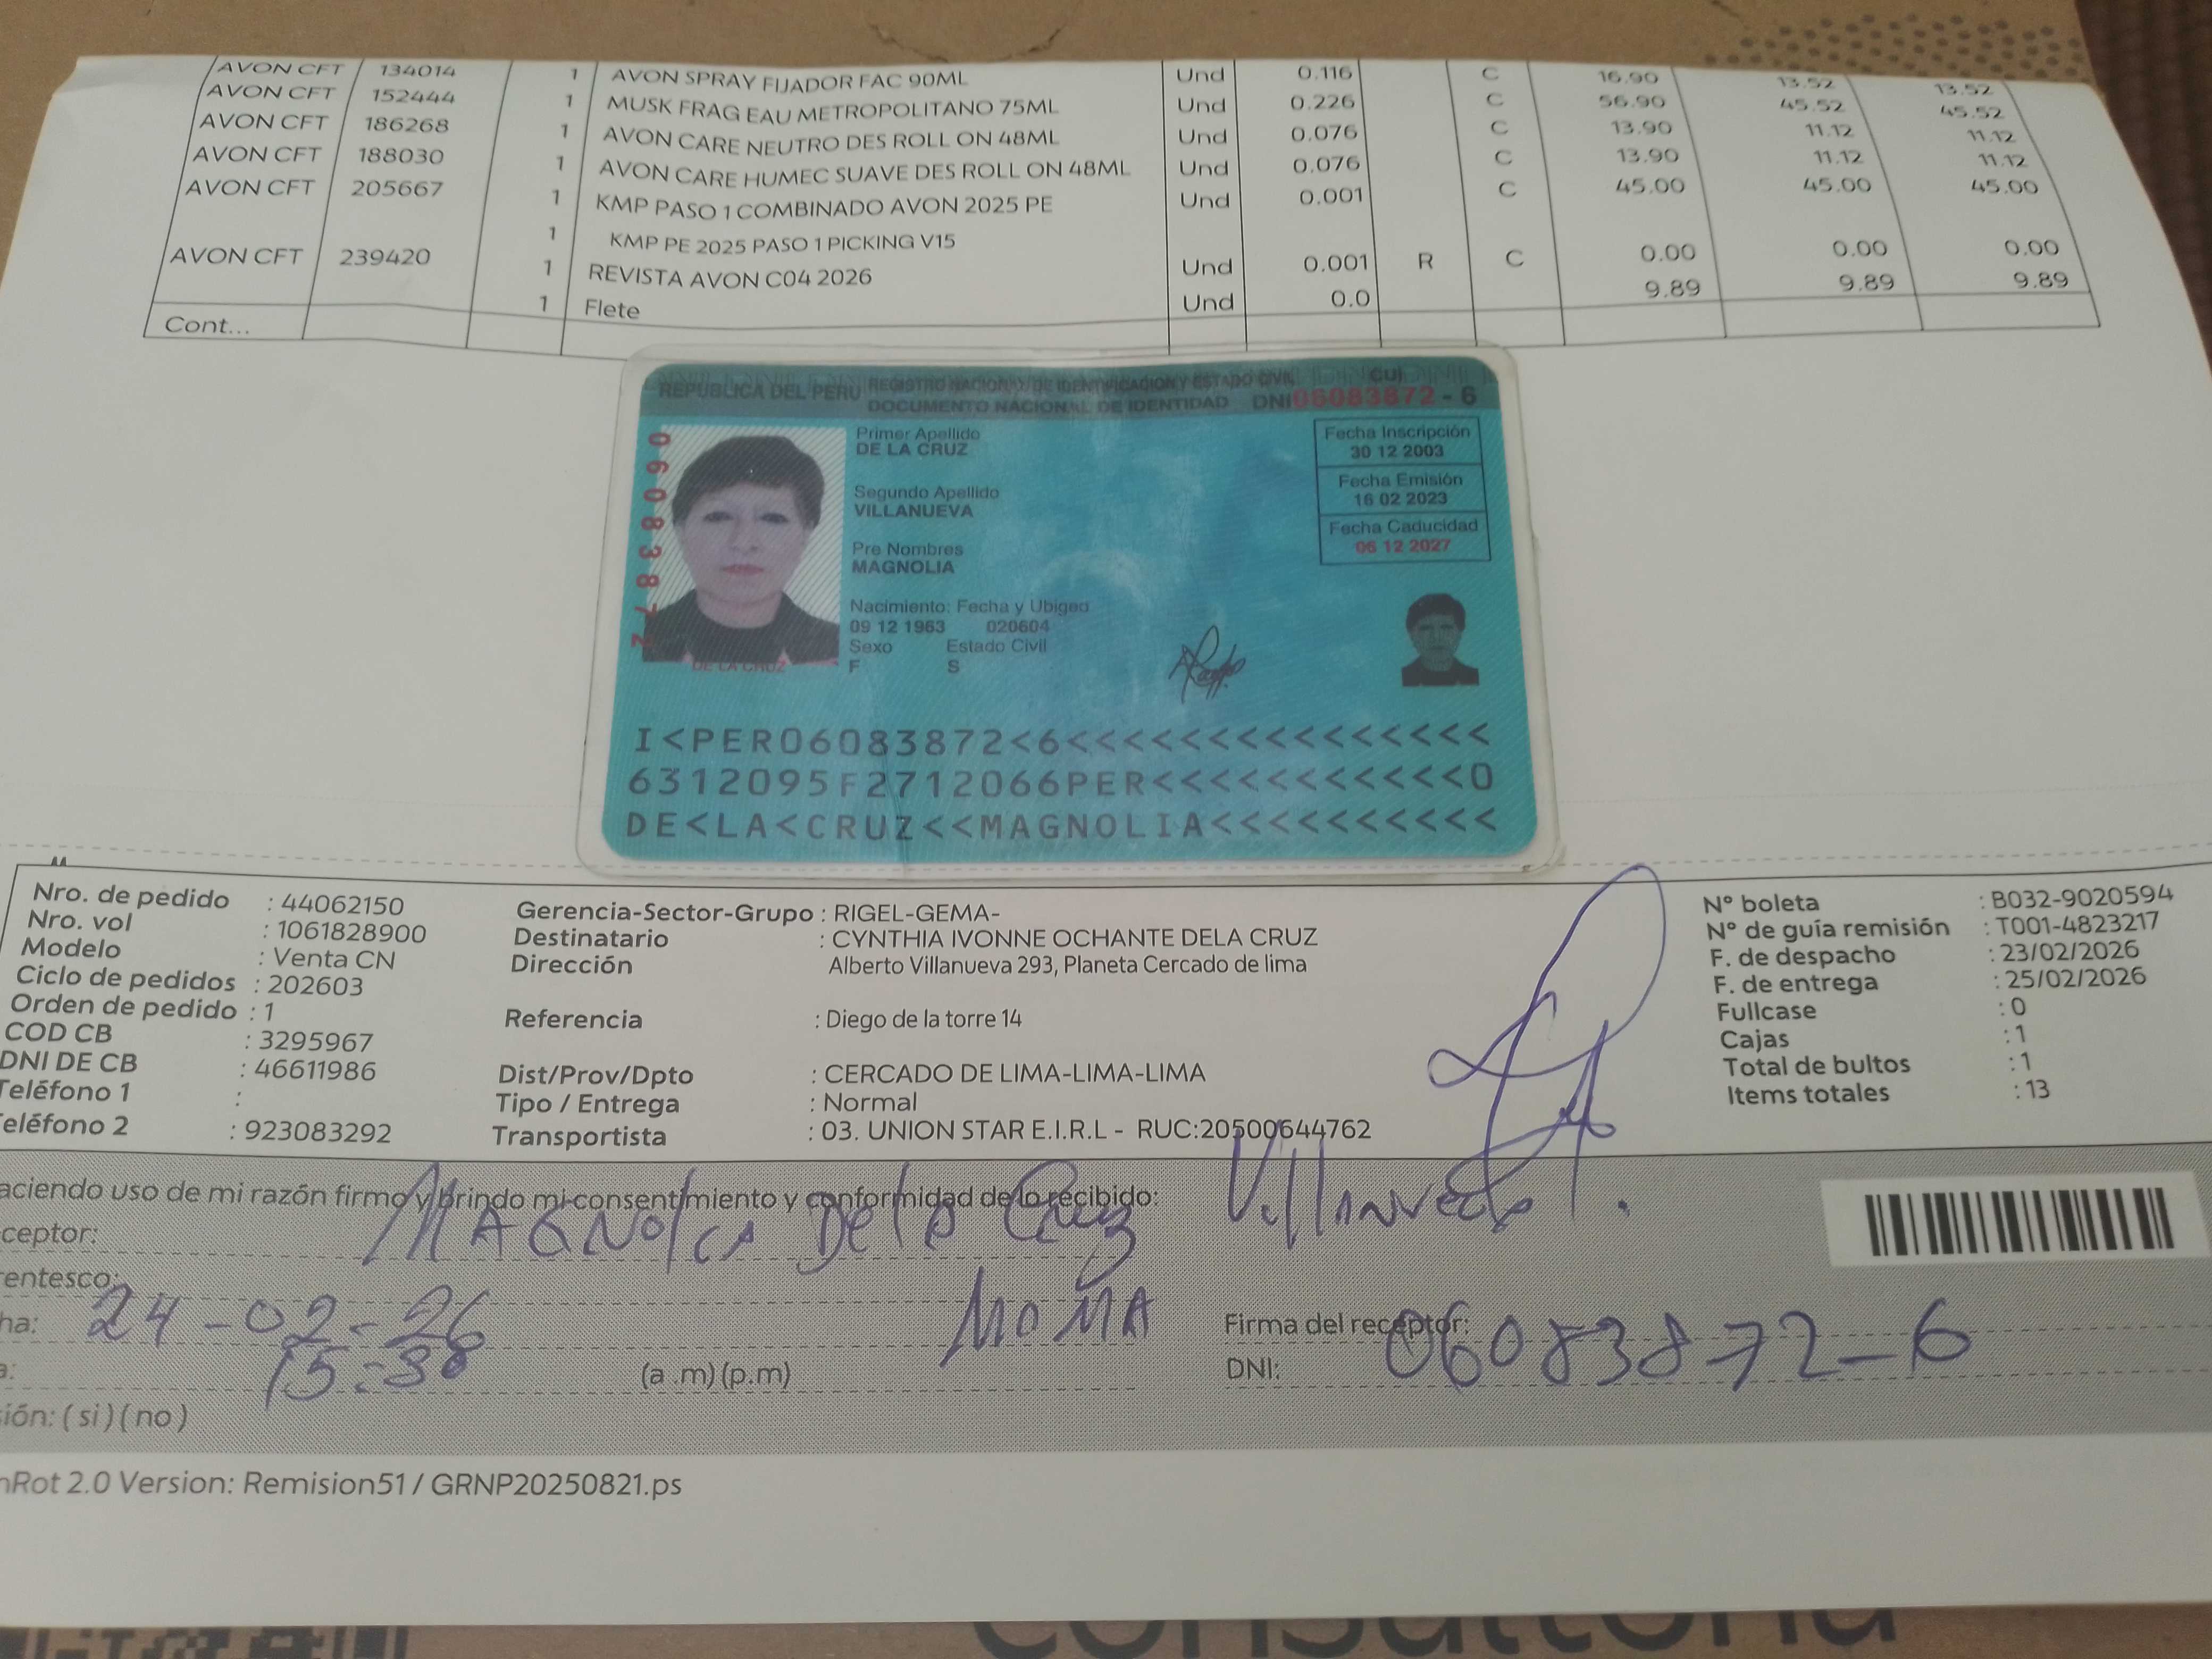 AVON CFT 134014 1 AVON SPRAY FIJADOR FAC 90ML Und 0.116 C 16.90 13.52 13.52
AVON CFT 152444 1 MUSK FRAG EAU METROPOLITANO 75ML Und 0.226 C 56.90 45.52 45.52
AVON CFT 186268 1 AVON CARE NEUTRO DES ROLL ON 48ML Und 0.076 C 13.90 11.12 11.12
AVON CFT 188030 1 AVON CARE HUMEC SUAVE DES ROLL ON 48ML Und 0.076 C 13.90 11.12 11.12
AVON CFT 205667 1 KMP PASO 1 COMBINADO AVON 2025 PE Und 0.001 C 45.00 45.00 45.00
1 KMP PE 2025 PASO 1 PICKING V15
AVON CFT 239420 1 REVISTA AVON C04 2026 Und 0.001 R C 0.00 0.00 0.00
1 Flete Und 0.0 9.89 9.89 9.89
Cont...
REPUBLICA DEL PERU REGISTRO NACIONAL DE IDENTIFICACION Y ESTADO CIVIL CUI
DOCUMENTO NACIONAL DE IDENTIDAD DNI 06083872 - 6
06083872
Primer Apellido
DE LA CRUZ
Segundo Apellido
VILLANUEVA
Pre Nombres
MAGNOLIA
Nacimiento: Fecha y Ubigeo
09 12 1963 020604
Sexo Estado Civil
F S
DE LA CRUZ
Fecha Inscripción
30 12 2003
Fecha Emisión
16 02 2023
Fecha Caducidad
06 12 2027
I<PER06083872<6<<<<<<<<<<<<<<<
6312095F2712066PER<<<<<<<<<<<0
DE<LA<CRUZ<<MAGNOLIA<<<<<<<<<<
Nro. de pedido : 44062150
Nro. vol : 1061828900
Modelo : Venta CN
Ciclo de pedidos : 202603
Orden de pedido : 1
COD CB : 3295967
DNI DE CB : 46611986
Teléfono 1 :
eléfono 2 : 923083292
Gerencia-Sector-Grupo : RIGEL-GEMA-
Destinatario : CYNTHIA IVONNE OCHANTE DELA CRUZ
Dirección Alberto Villanueva 293, Planeta Cercado de lima
Referencia : Diego de la torre 14
Dist/Prov/Dpto : CERCADO DE LIMA-LIMA-LIMA
Tipo / Entrega : Normal
Transportista : 03. UNION STAR E.I.R.L - RUC:20500644762
N° boleta : B032-9020594
N° de guía remisión : T001-4823217
F. de despacho : 23/02/2026
F. de entrega : 25/02/2026
Fullcase : 0
Cajas : 1
Total de bultos : 1
Items totales : 13
aciendo uso de mi razón firmo y brindo mi consentimiento y conformidad de lo recibido:
ceptor: MAGNOLIA De la Cruz Villanueva
entesco: MAMA
ha: 24-02-26
a: 15:38 (a .m) (p.m)
Firma del receptor:
DNI: 06083872-6
sión: ( si ) ( no )
nRot 2.0 Version: Remision51 / GRNP20250821.ps